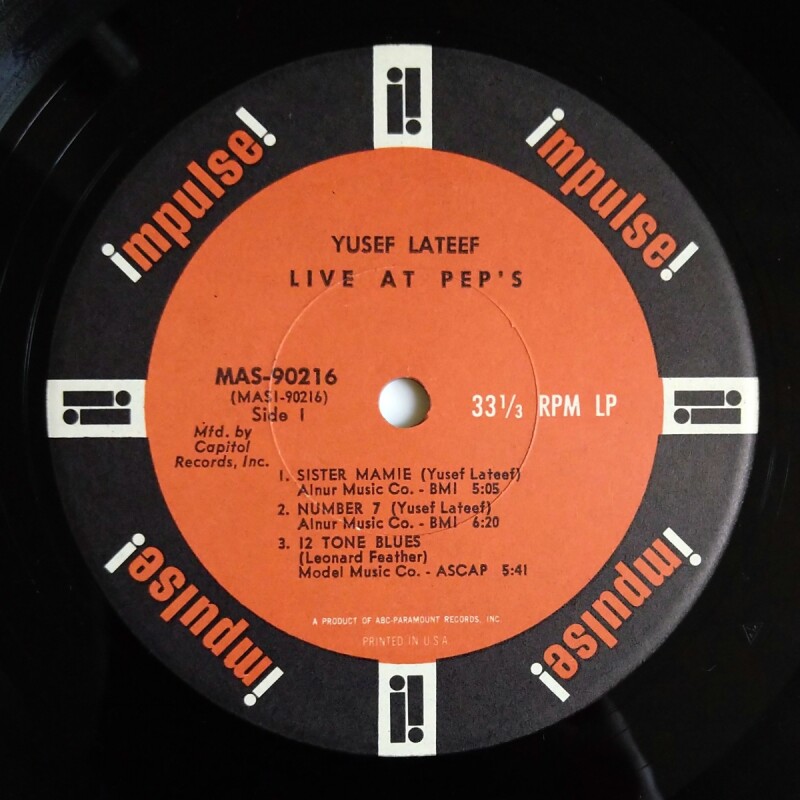 impulse!
impulse!
YUSEF LATEEF
LIVE AT PEP'S
MAS-90216
(MAS1-90216)
Side 1
Mfd. by
Capitol
Records, Inc.
33 1/3 RPM LP
1. SISTER MAMIE (Yusef Lateef)
Alnur Music Co. - BMI 5:05
2. NUMBER 7 (Yusef Lateef)
Alnur Music Co. - BMI 6:20
3. 12 TONE BLUES
(Leonard Feather)
Model Music Co. - ASCAP 5:41
A PRODUCT OF ABC-PARAMOUNT RECORDS, INC.
PRINTED IN U.S.A.
impulse!
impulse!